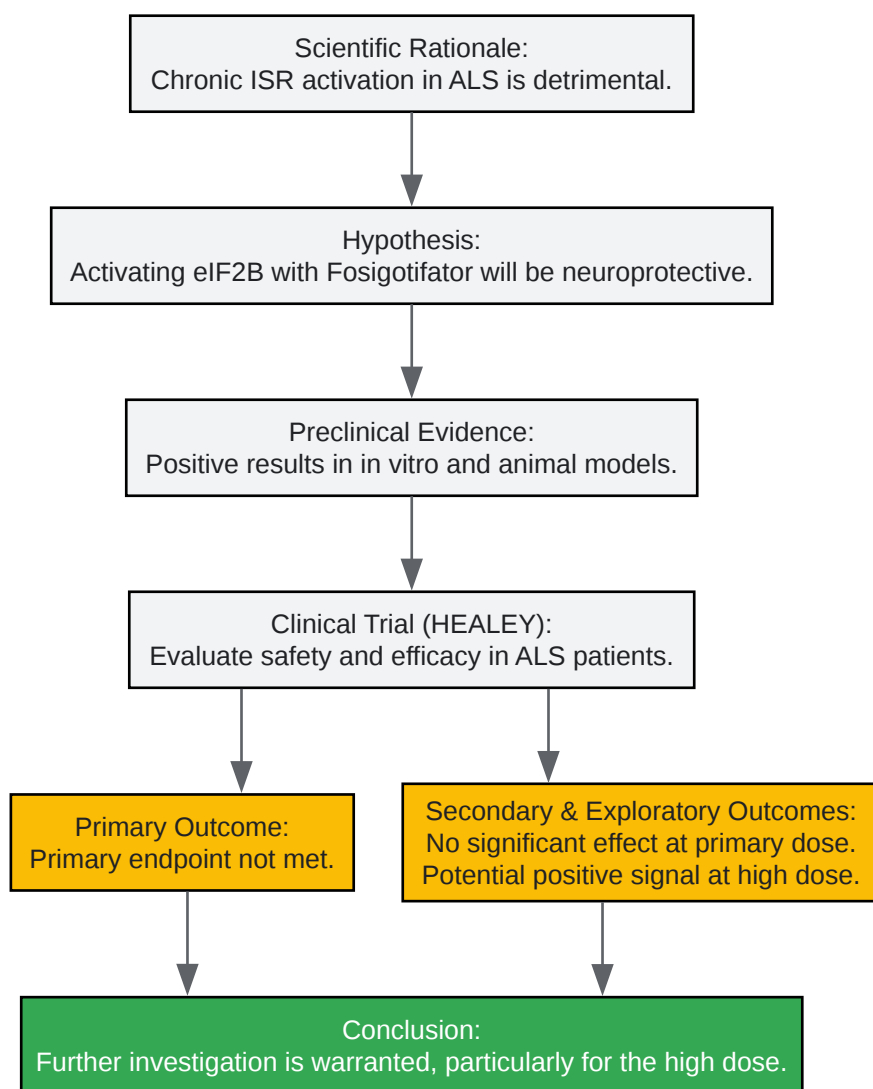 Scientific Rationale:
Chronic ISR activation in ALS is detrimental.
Hypothesis:
Activating eIF2B with Fosigotifator will be neuroprotective.
Preclinical Evidence:
Positive results in in vitro and animal models.
Clinical Trial (HEALEY):
Evaluate safety and efficacy in ALS patients.
Primary Outcome:
Primary endpoint not met.
Secondary & Exploratory Outcomes:
No significant effect at primary dose.
Potential positive signal at high dose.
Conclusion:
Further investigation is warranted, particularly for the high dose.